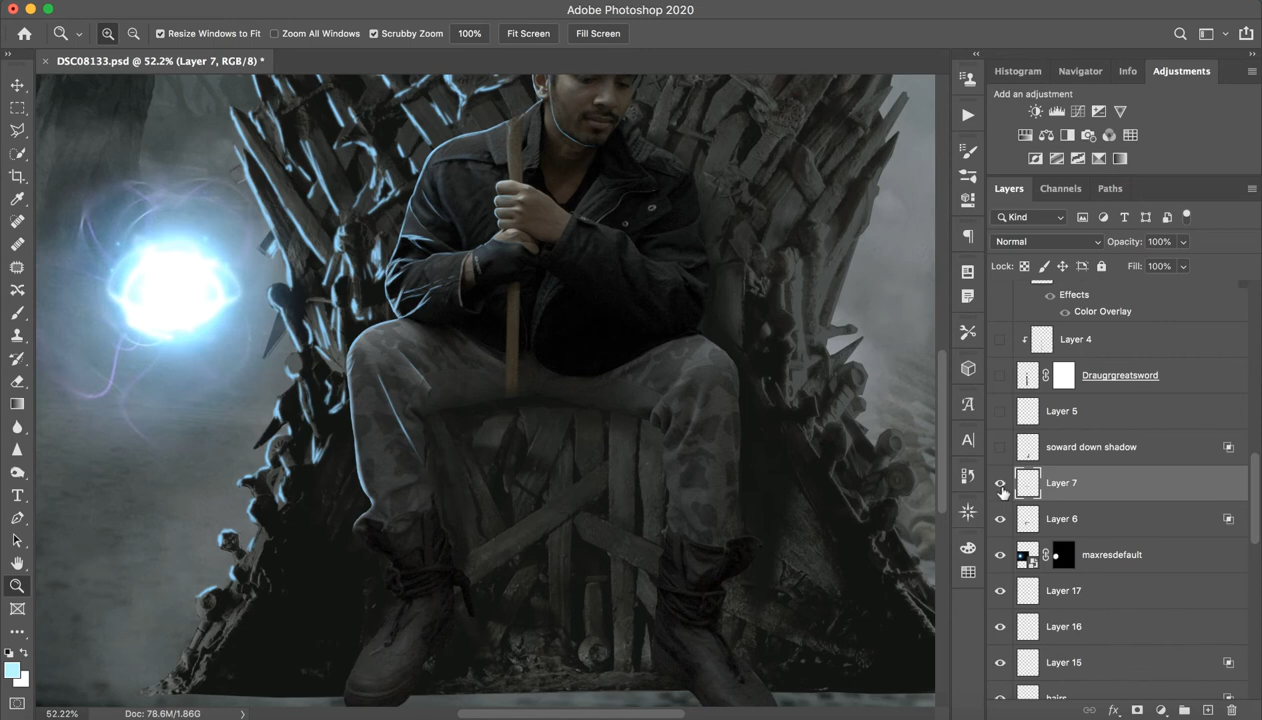 Adobe Photoshop 2020
Resize Windows to Fit Zoom All Windows Scrubby Zoom 100% Fit Screen Fill Screen
DSC08133.psd @ 52.2% (Layer 7, RGB/8) *
Histogram Navigator Info Adjustments
Add an adjustment
Layers Channels Paths
Kind
Normal Opacity: 100%
Lock: Fill: 100%
Effects
Color Overlay
Layer 4
Draugrgreatsword
Layer 5
soward down shadow
Layer 7
Layer 6
maxresdefault
Layer 17
Layer 16
Layer 15
hairs
52.22% Doc: 78.6M/1.86G